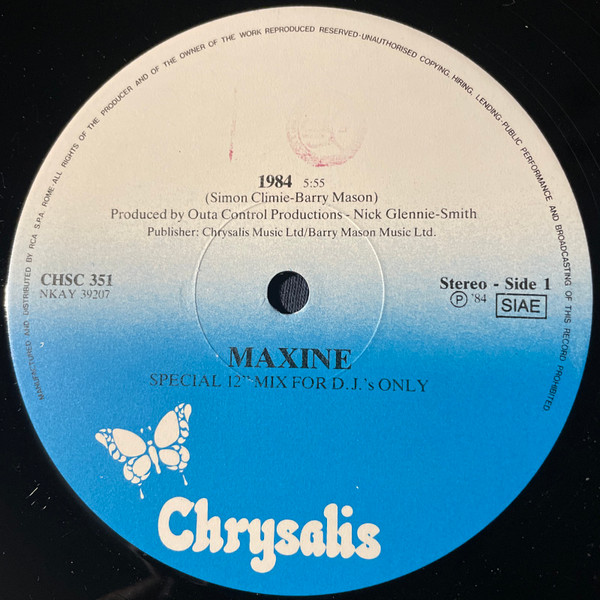 MANUFACTURED AND DISTRIBUTED BY RCA S.P.A. ROME· ALL RIGHTS OF THE PRODUCER AND OF THE OWNER OF THE WORK REPRODUCED RESERVED-UNAUTHORISED COPYING, HIRING, LENDING· PUBLIC PERFORMANCE AND BROADCASTING OF THIS RECORD PROHIBITED
1984 5:55
(Simon Climie-Barry Mason)
Produced by Outa Control Productions - Nick Glennie-Smith
Publisher: Chrysalis Music Ltd/Barry Mason Music Ltd.
CHSC 351
NKAY 39207
Stereo - Side 1
Ⓟ '84 SIAE
MAXINE
SPECIAL 12" MIX FOR D.J.'s ONLY
Chrysalis